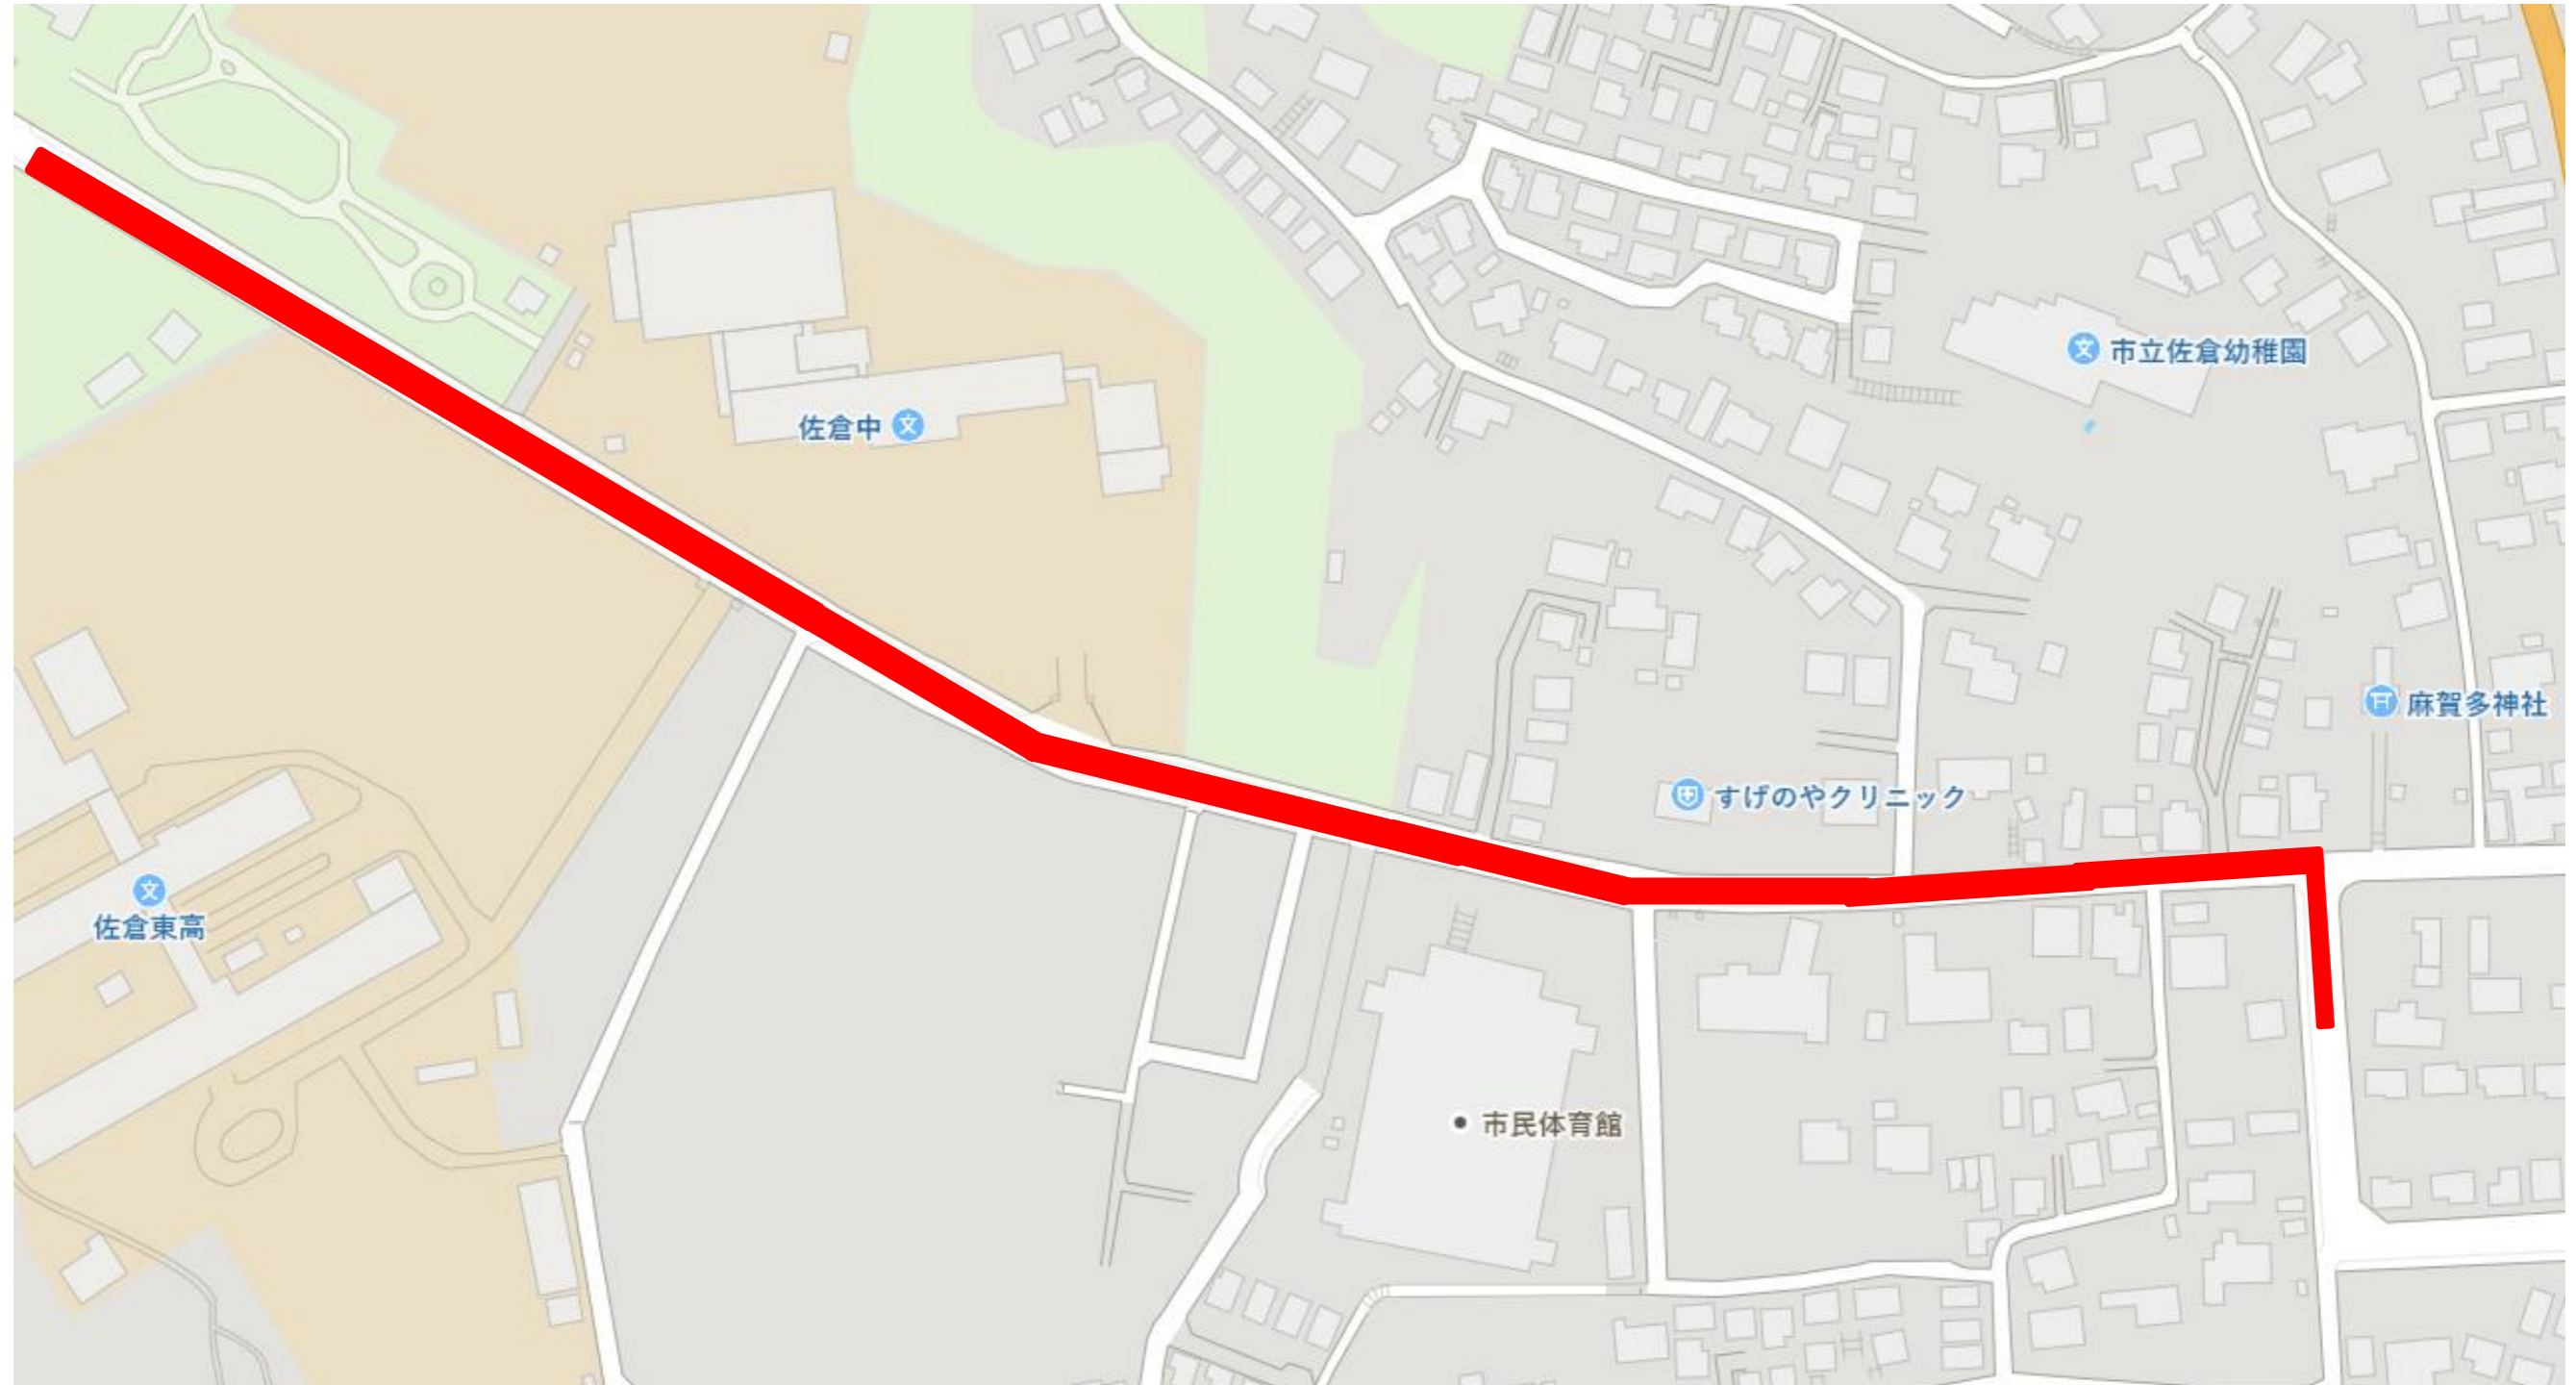 市立佐倉幼稚園
佐倉中
麻賀多神社
すげのやクリニック
佐倉東高
市民体育館